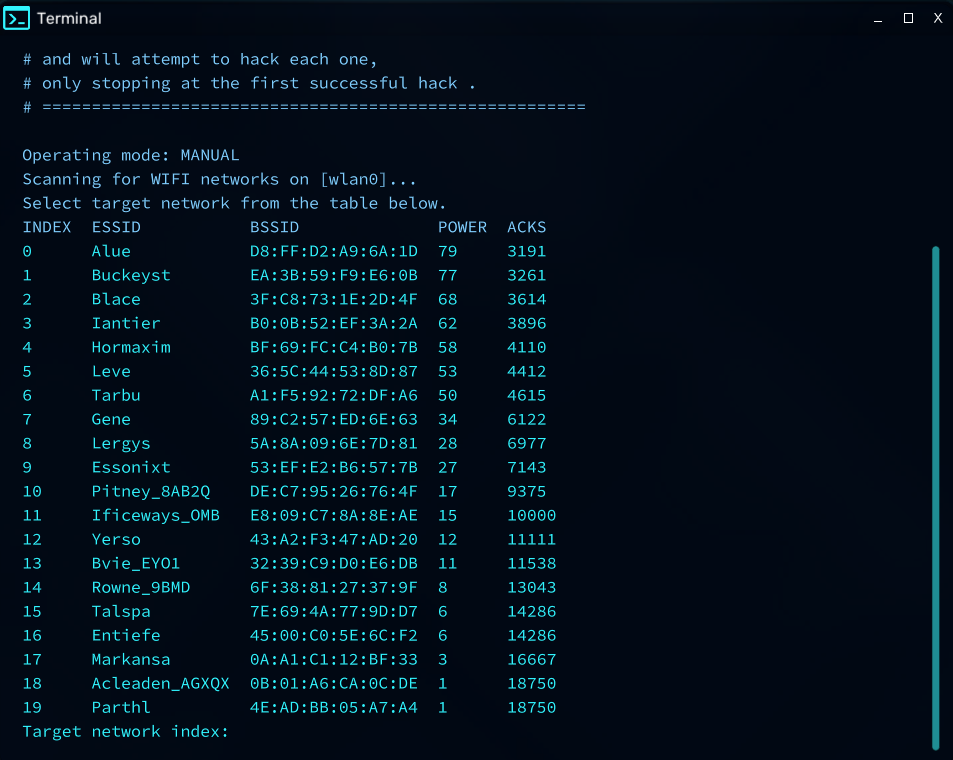 Terminal
# and will attempt to hack each one,
# only stopping at the first successful hack .
# =======================================================
Operating mode: MANUAL
Scanning for WIFI networks on [wlan0]...
Select target network from the table below.
INDEX ESSID BSSID POWER ACKS
0 Alue D8:FF:D2:A9:6A:1D 79 3191
1 Buckeyst EA:3B:59:F9:E6:0B 77 3261
2 Blace 3F:C8:73:1E:2D:4F 68 3614
3 Iantier B0:0B:52:EF:3A:2A 62 3896
4 Hormaxim BF:69:FC:C4:B0:7B 58 4110
5 Leve 36:5C:44:53:8D:87 53 4412
6 Tarbu A1:F5:92:72:DF:A6 50 4615
7 Gene 89:C2:57:ED:6E:63 34 6122
8 Lergys 5A:8A:09:6E:7D:81 28 6977
9 Essonixt 53:EF:E2:B6:57:7B 27 7143
10 Pitney_8AB2Q DE:C7:95:26:76:4F 17 9375
11 Ificeways_OMB E8:09:C7:8A:8E:AE 15 10000
12 Yerso 43:A2:F3:47:AD:20 12 11111
13 Bvie_EYO1 32:39:C9:D0:E6:DB 11 11538
14 Rowne_9BMD 6F:38:81:27:37:9F 8 13043
15 Talspa 7E:69:4A:77:9D:D7 6 14286
16 Entiefe 45:00:C0:5E:6C:F2 6 14286
17 Markansa 0A:A1:C1:12:BF:33 3 16667
18 Acleaden_AGXQX 0B:01:A6:CA:0C:DE 1 18750
19 Parthl 4E:AD:BB:05:A7:A4 1 18750
Target network index: